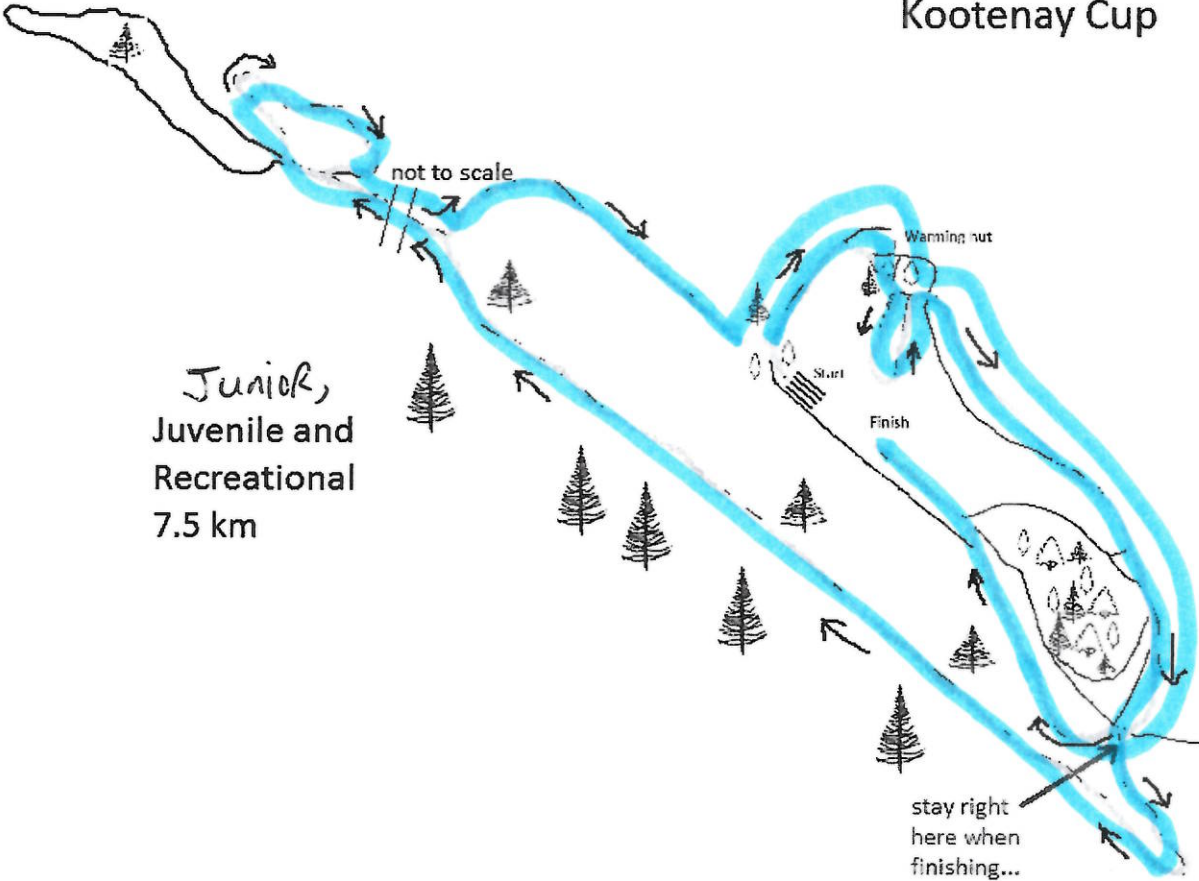 Kootenay Cup
not to scale
Warming hut
Start
Finish
Junior,
Juvenile and
Recreational
7.5 km
stay right
here when
finishing...